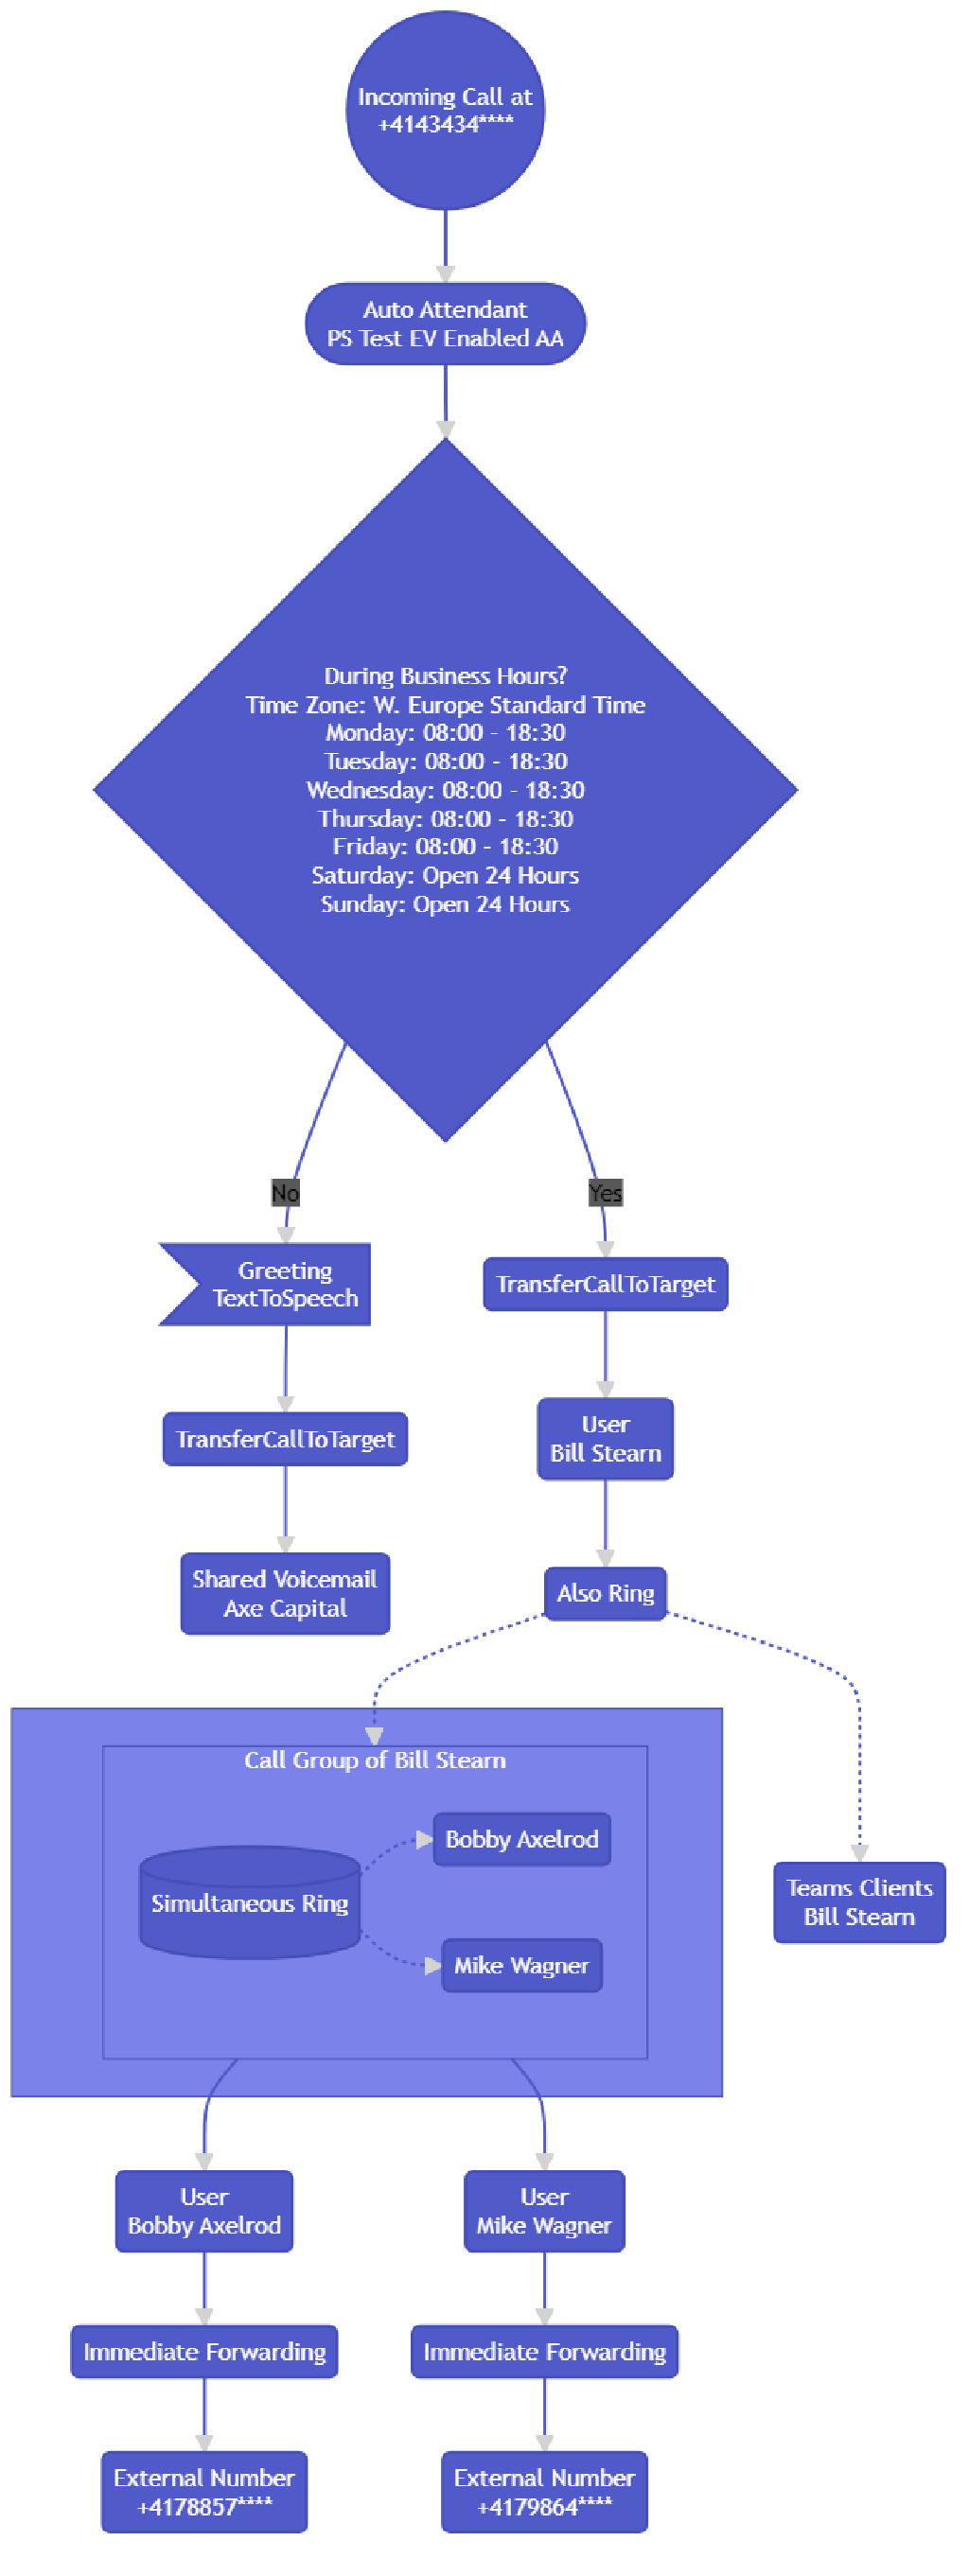 Incoming Call at
+4143434****
Auto Attendant
PS Test EV Enabled AA
During Business Hours?
Time Zone: W. Europe Standard Time
Monday: 08:00 - 18:30
Tuesday: 08:00 - 18:30
Wednesday: 08:00 - 18:30
Thursday: 08:00 - 18:30
Friday: 08:00 - 18:30
Saturday: Open 24 Hours
Sunday: Open 24 Hours
No
Yes
Greeting
TextToSpeech
TransferCallToTarget
TransferCallToTarget
User
Bill Stearn
Shared Voicemail
Axe Capital
Also Ring
Call Group of Bill Stearn
Simultaneous Ring
Bobby Axelrod
Mike Wagner
Teams Clients
Bill Stearn
User
Bobby Axelrod
User
Mike Wagner
Immediate Forwarding
Immediate Forwarding
External Number
+4178857****
External Number
+4179864****